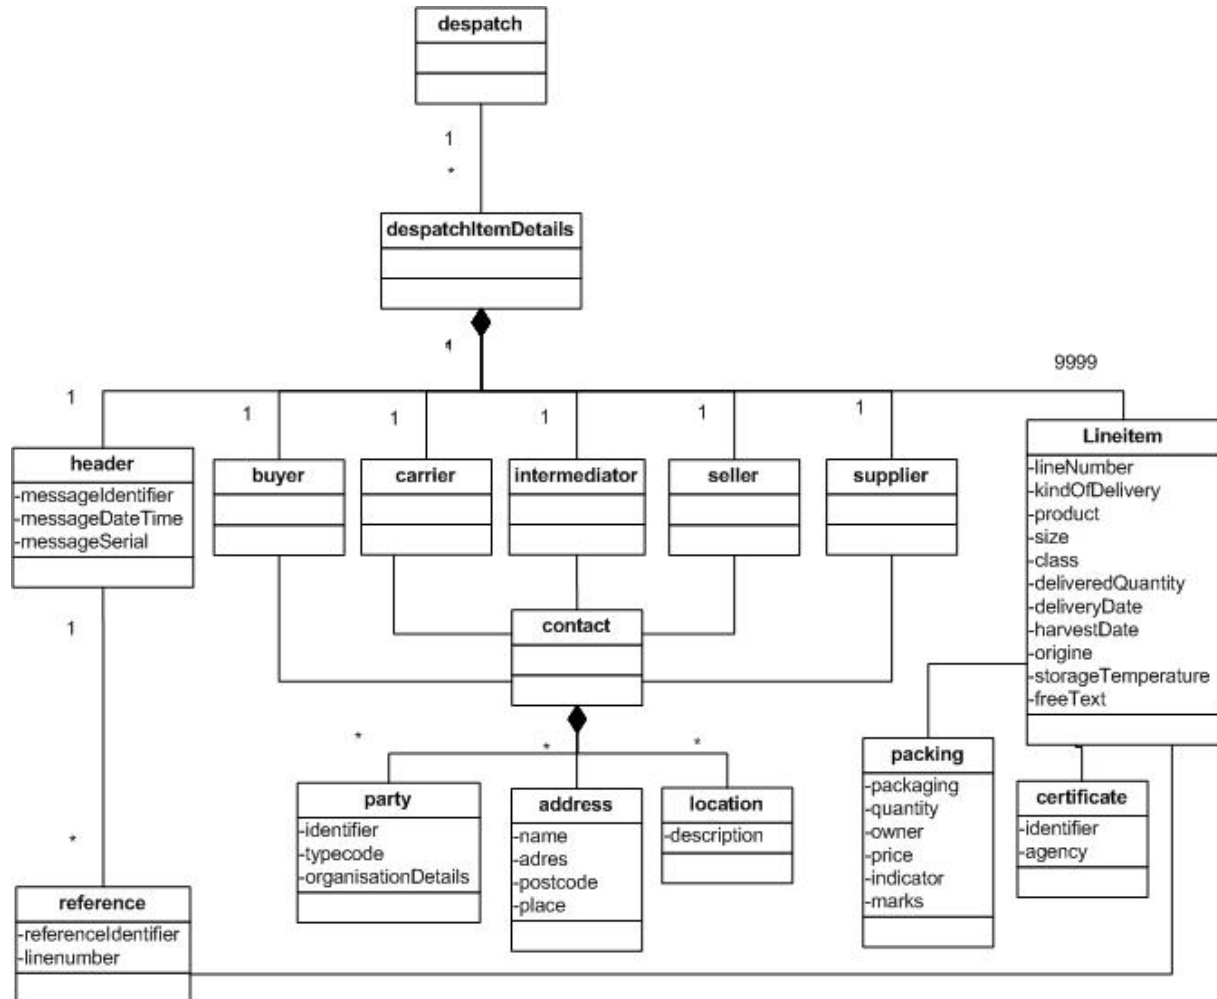 despatch
1
*
despatchItemDetails
1
9999
1
1
1
1
1
1
header
-messageIdentifier
-messageDateTime
-messageSerial
buyer
carrier
intermediator
seller
supplier
Lineitem
-lineNumber
-kindOfDelivery
-product
-size
-class
-deliveredQuantity
-deliveryDate
-harvestDate
-origine
-storageTemperature
-freeText
1
contact
*
*
*
*
party
-identifier
-typecode
-organisationDetails
address
-name
-adres
-postcode
-place
location
-description
packing
-packaging
-quantity
-owner
-price
-indicator
-marks
certificate
-identifier
-agency
reference
-referenceIdentifier
-linenumber